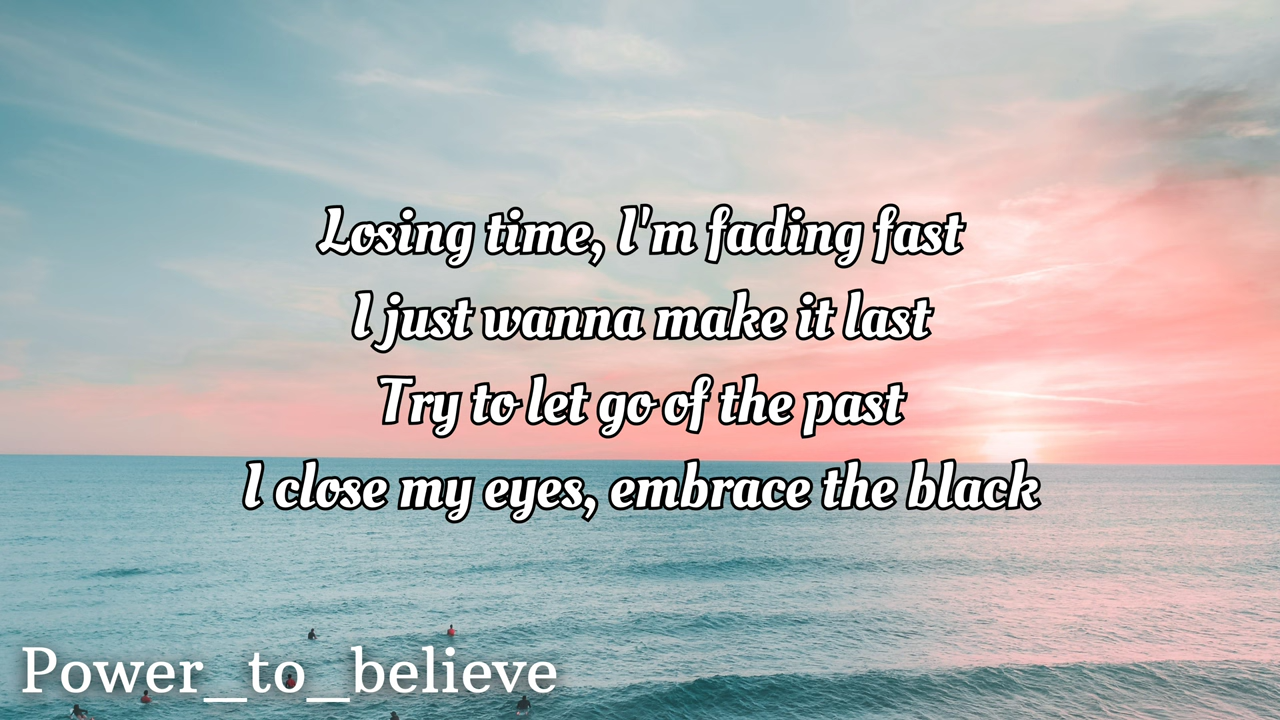 Losing time, I'm fading fast
I just wanna make it last
Try to let go of the past
I close my eyes, embrace the black
Power_to_believe